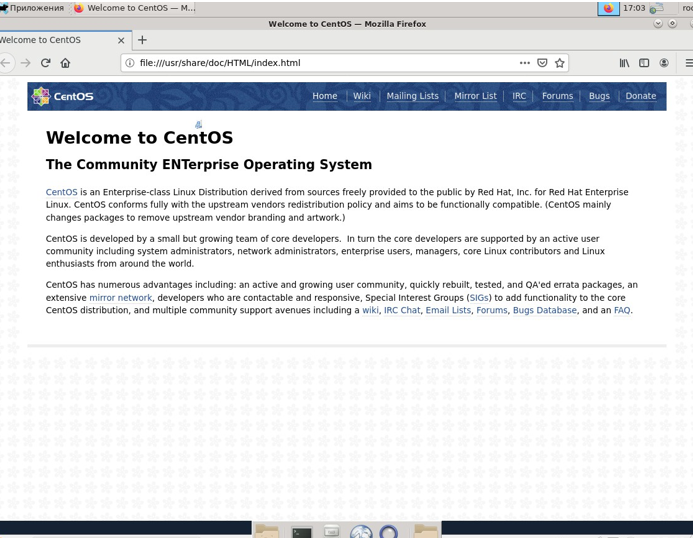 Приложения
Welcome to CentOS — M...
17:03
Welcome to CentOS — Mozilla Firefox
Welcome to CentOS
file:///usr/share/doc/HTML/index.html
CentOS
Home
Wiki
Mailing Lists
Mirror List
IRC
Forums
Bugs
Donate
Welcome to CentOS
The Community ENTerprise Operating System
CentOS is an Enterprise-class Linux Distribution derived from sources freely provided to the public by Red Hat, Inc. for Red Hat Enterprise
Linux. CentOS conforms fully with the upstream vendors redistribution policy and aims to be functionally compatible. (CentOS mainly
changes packages to remove upstream vendor branding and artwork.)
CentOS is developed by a small but growing team of core developers.  In turn the core developers are supported by an active user
community including system administrators, network administrators, enterprise users, managers, core Linux contributors and Linux
enthusiasts from around the world.
CentOS has numerous advantages including: an active and growing user community, quickly rebuilt, tested, and QA'ed errata packages, an
extensive mirror network, developers who are contactable and responsive, Special Interest Groups (SIGs) to add functionality to the core
CentOS distribution, and multiple community support avenues including a wiki, IRC Chat, Email Lists, Forums, Bugs Database, and an FAQ.